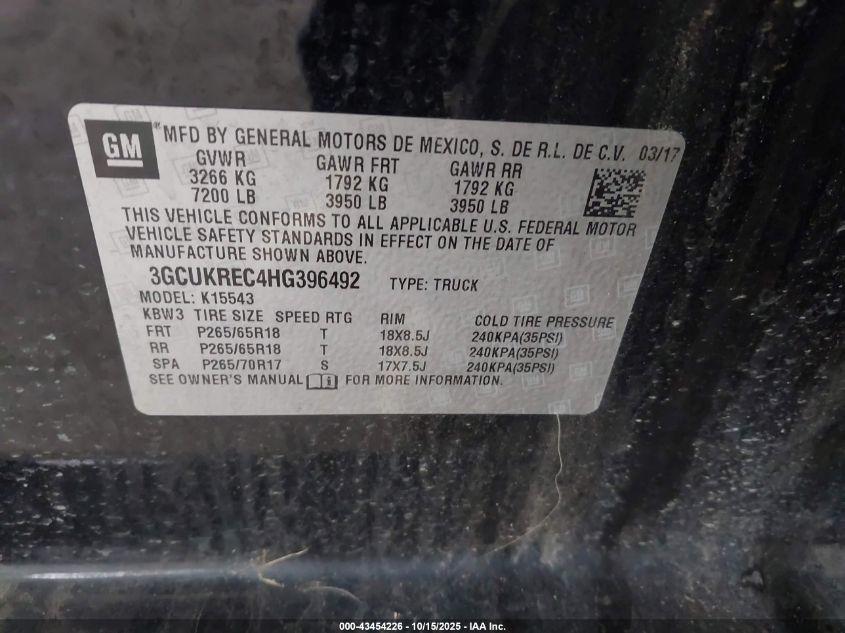 GM
MFD BY GENERAL MOTORS DE MEXICO, S. DE R.L. DE C.V. 03/17
GVWR GAWR FRT GAWR RR
3266 KG 1792 KG 1792 KG
7200 LB 3950 LB 3950 LB
THIS VEHICLE CONFORMS TO ALL APPLICABLE U.S. FEDERAL MOTOR
VEHICLE SAFETY STANDARDS IN EFFECT ON THE DATE OF
MANUFACTURE SHOWN ABOVE.
3GCUKREC4HG396492 TYPE: TRUCK
MODEL: K15543
KBW3 TIRE SIZE SPEED RTG RIM COLD TIRE PRESSURE
FRT P265/65R18 T 18X8.5J 240KPA(35PSI)
RR P265/65R18 T 18X8.5J 240KPA(35PSI)
SPA P265/70R17 S 17X7.5J 240KPA(35PSI)
SEE OWNER'S MANUAL FOR MORE INFORMATION.
000-43454226 - 10/15/2025 - IAA Inc.